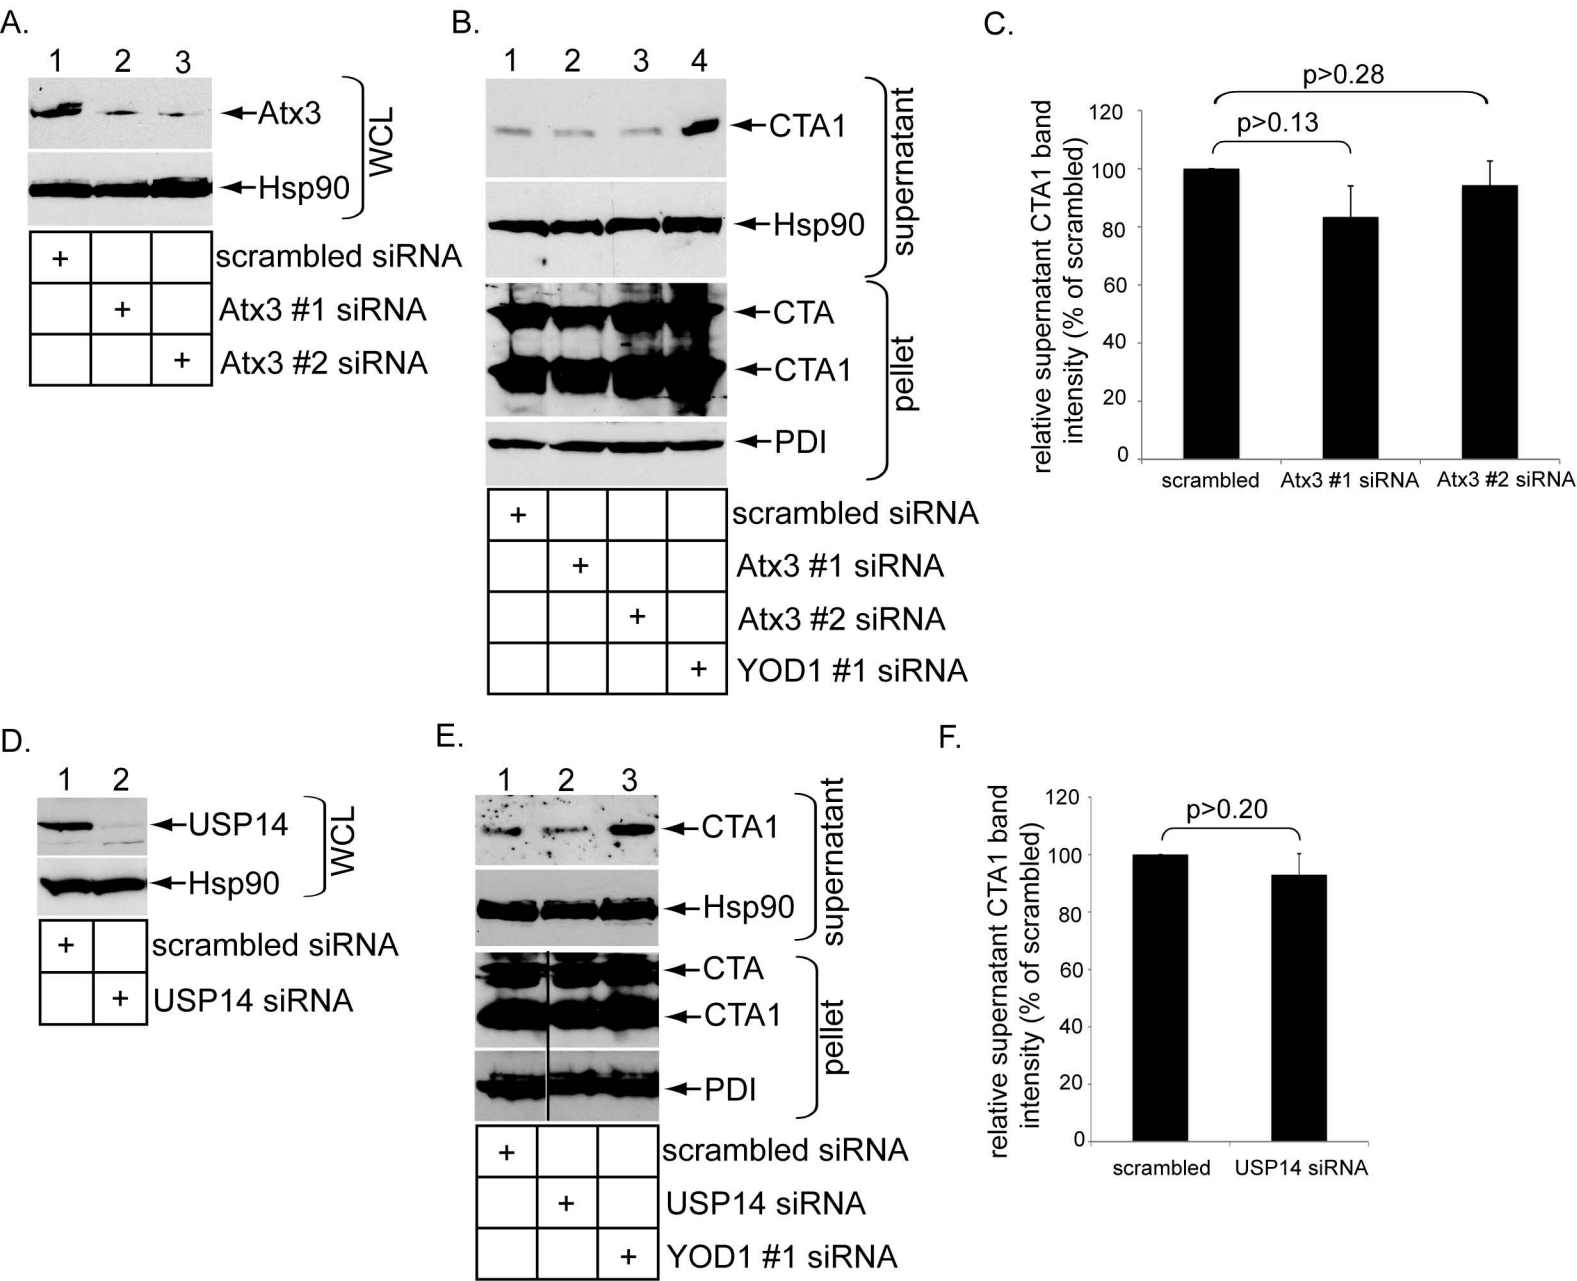 A.
1 2 3
Atx3
Hsp90
WCL
+ scrambled siRNA
+ Atx3 #1 siRNA
+ Atx3 #2 siRNA
B.
1 2 3 4
CTA1
Hsp90
supernatant
CTA
CTA1
PDI
pellet
+ scrambled siRNA
+ Atx3 #1 siRNA
+ Atx3 #2 siRNA
+ YOD1 #1 siRNA
C.
relative supernatant CTA1 band
intensity (% of scrambled)
p>0.28
p>0.13
120
100
80
60
40
20
0
scrambled Atx3 #1 siRNA Atx3 #2 siRNA
D.
1 2
USP14
Hsp90
WCL
+ scrambled siRNA
+ USP14 siRNA
E.
1 2 3
CTA1
Hsp90
supernatant
CTA
CTA1
PDI
pellet
+ scrambled siRNA
+ USP14 siRNA
+ YOD1 #1 siRNA
F.
relative supernatant CTA1 band
intensity (% of scrambled)
p>0.20
120
100
80
60
40
20
0
scrambled USP14 siRNA